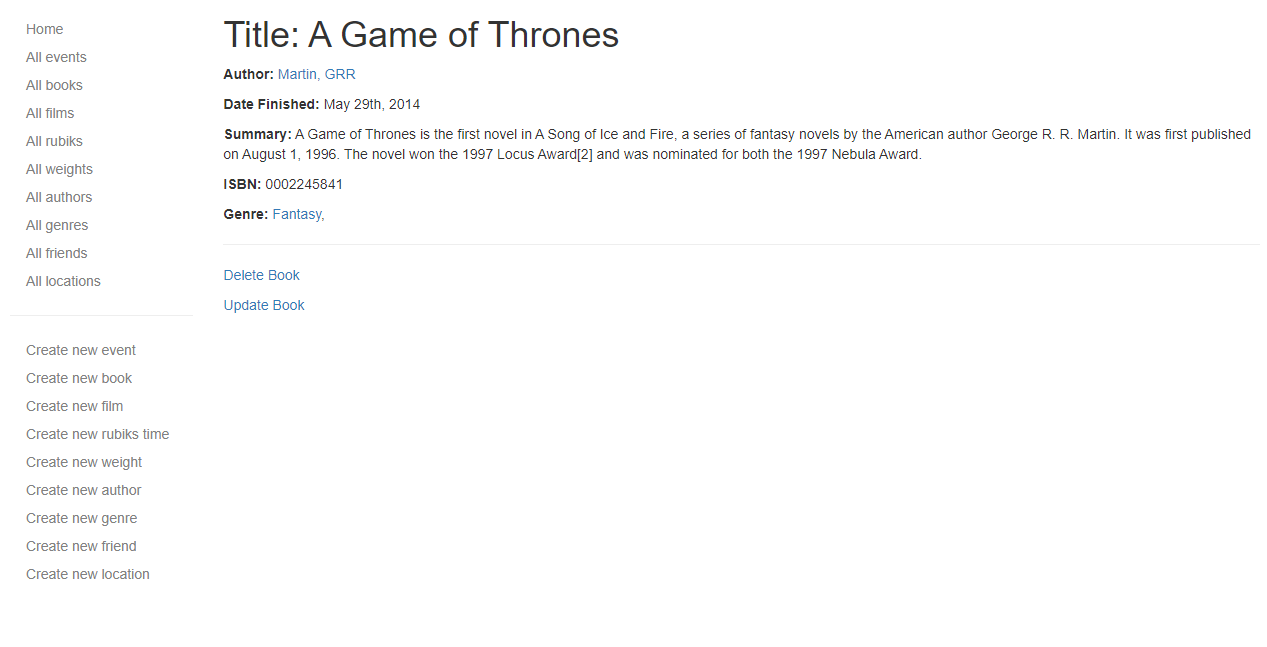 Home
All events
All books
All films
All rubiks
All weights
All authors
All genres
All friends
All locations
Create new event
Create new book
Create new film
Create new rubiks time
Create new weight
Create new author
Create new genre
Create new friend
Create new location
Title: A Game of Thrones
Author: Martin, GRR
Date Finished: May 29th, 2014
Summary: A Game of Thrones is the first novel in A Song of Ice and Fire, a series of fantasy novels by the American author George R. R. Martin. It was first published
on August 1, 1996. The novel won the 1997 Locus Award[2] and was nominated for both the 1997 Nebula Award.
ISBN: 0002245841
Genre: Fantasy,
Delete Book
Update Book